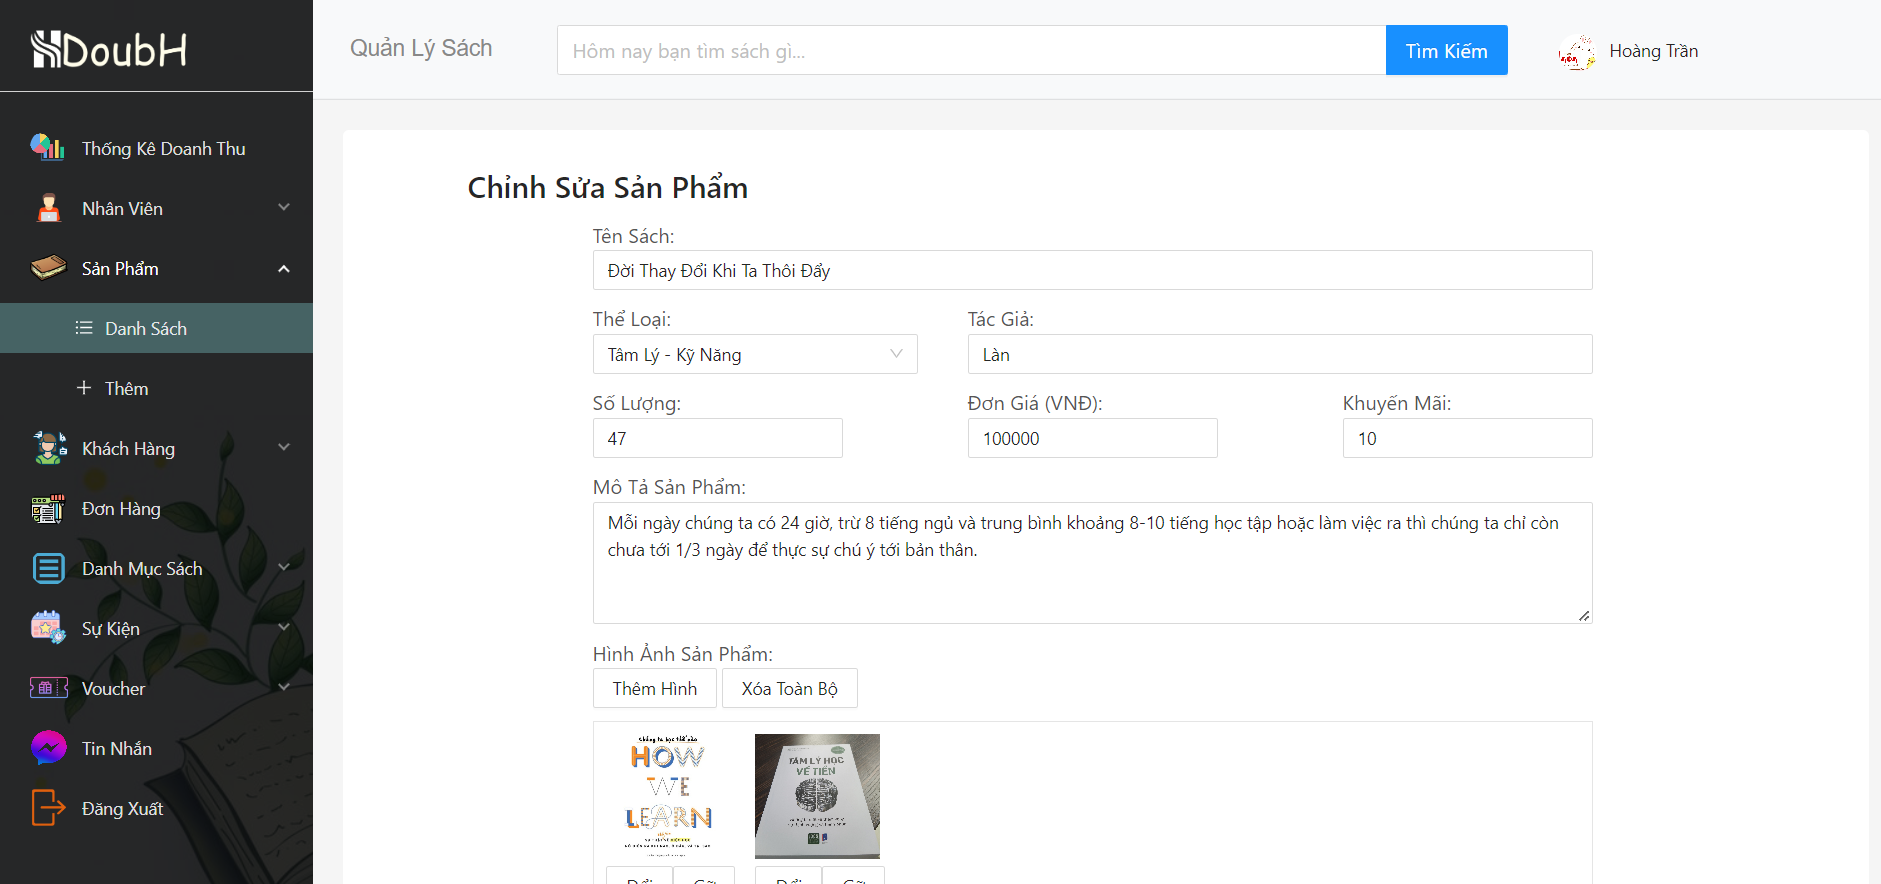 DoubH
Quản Lý Sách
Hôm nay bạn tìm sách gì...
Tìm Kiếm
Hoàng Trần
Thống Kê Doanh Thu
Nhân Viên
Sản Phẩm
Danh Sách
Thêm
Khách Hàng
Đơn Hàng
Danh Mục Sách
Sự Kiện
Voucher
Tin Nhắn
Đăng Xuất
Chỉnh Sửa Sản Phẩm
Tên Sách:
Đời Thay Đổi Khi Ta Thôi Đẩy
Thể Loại:
Tác Giả:
Tâm Lý - Kỹ Năng
Làn
Số Lượng:
Đơn Giá (VNĐ):
Khuyến Mãi:
47
100000
10
Mô Tả Sản Phẩm:
Mỗi ngày chúng ta có 24 giờ, trừ 8 tiếng ngủ và trung bình khoảng 8-10 tiếng học tập hoặc làm việc ra thì chúng ta chỉ còn
chưa tới 1/3 ngày để thực sự chú ý tới bản thân.
Hình Ảnh Sản Phẩm:
Thêm Hình
Xóa Toàn Bộ
Chúng ta học thế nào
HOW
WE
LEARN
TÂM LÝ HỌC
VỀ TIỀN